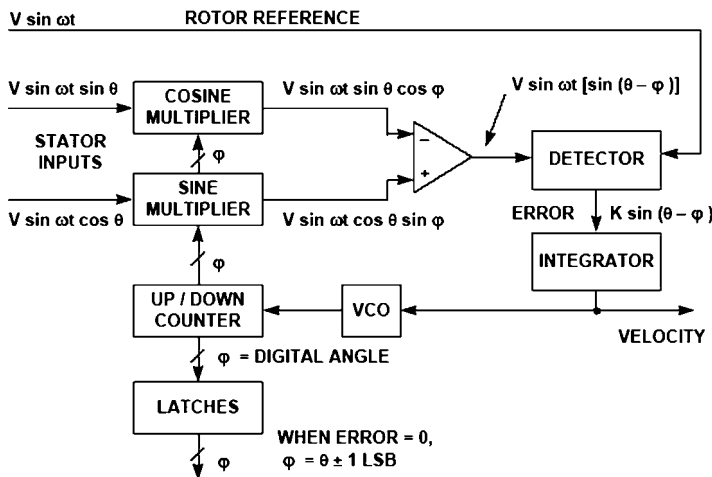 V sin ωt
ROTOR REFERENCE
V sin ωt sin θ
COSINE
MULTIPLIER
V sin ωt sin θ cos φ
V sin ωt [sin (θ – φ)]
STATOR
INPUTS
φ
–
+
DETECTOR
SINE
MULTIPLIER
V sin ωt cos θ
V sin ωt cos θ sin φ
ERROR
K sin (θ – φ)
φ
INTEGRATOR
UP / DOWN
COUNTER
VCO
VELOCITY
φ = DIGITAL ANGLE
LATCHES
WHEN ERROR = 0,
φ = θ ± 1 LSB
φ